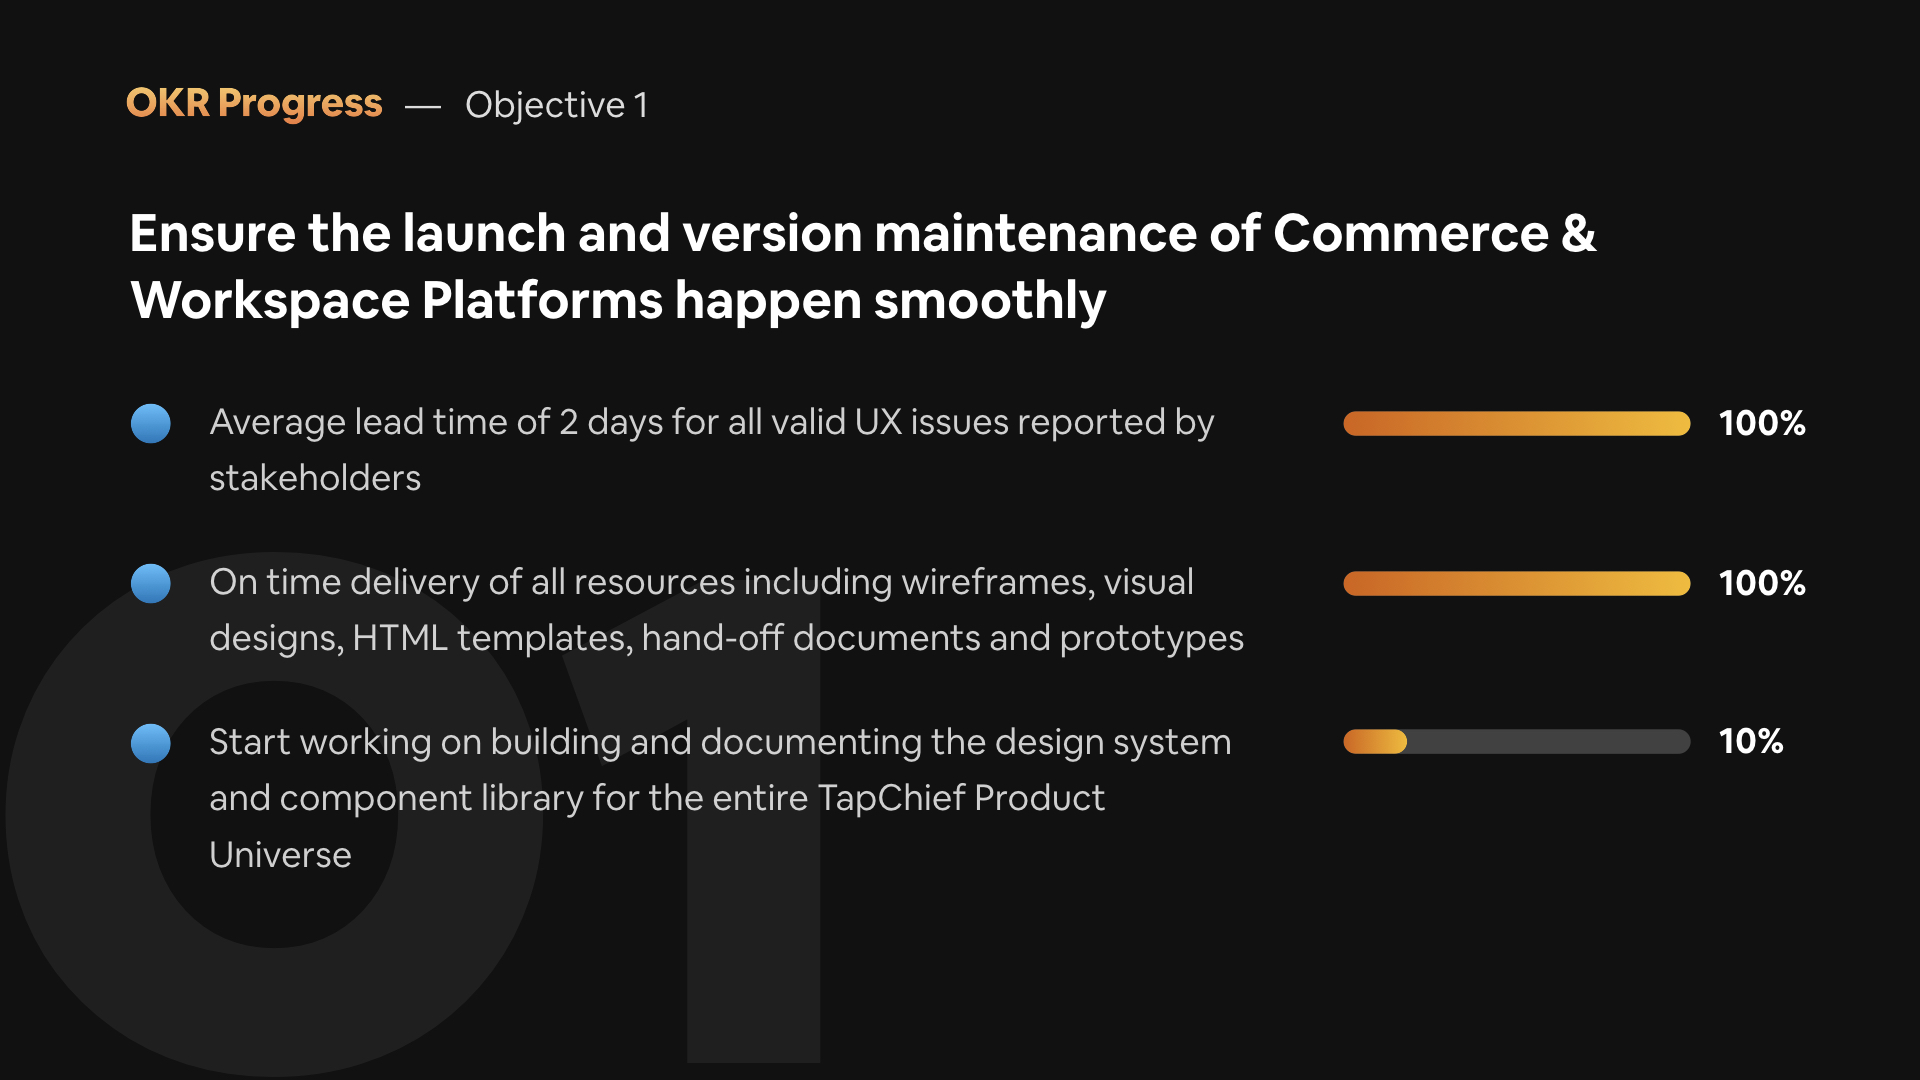 OKR Progress — Objective 1
Ensure the launch and version maintenance of Commerce &
Workspace Platforms happen smoothly
Average lead time of 2 days for all valid UX issues reported by
stakeholders
100%
On time delivery of all resources including wireframes, visual
designs, HTML templates, hand-off documents and prototypes
100%
Start working on building and documenting the design system
and component library for the entire TapChief Product
Universe
10%
01